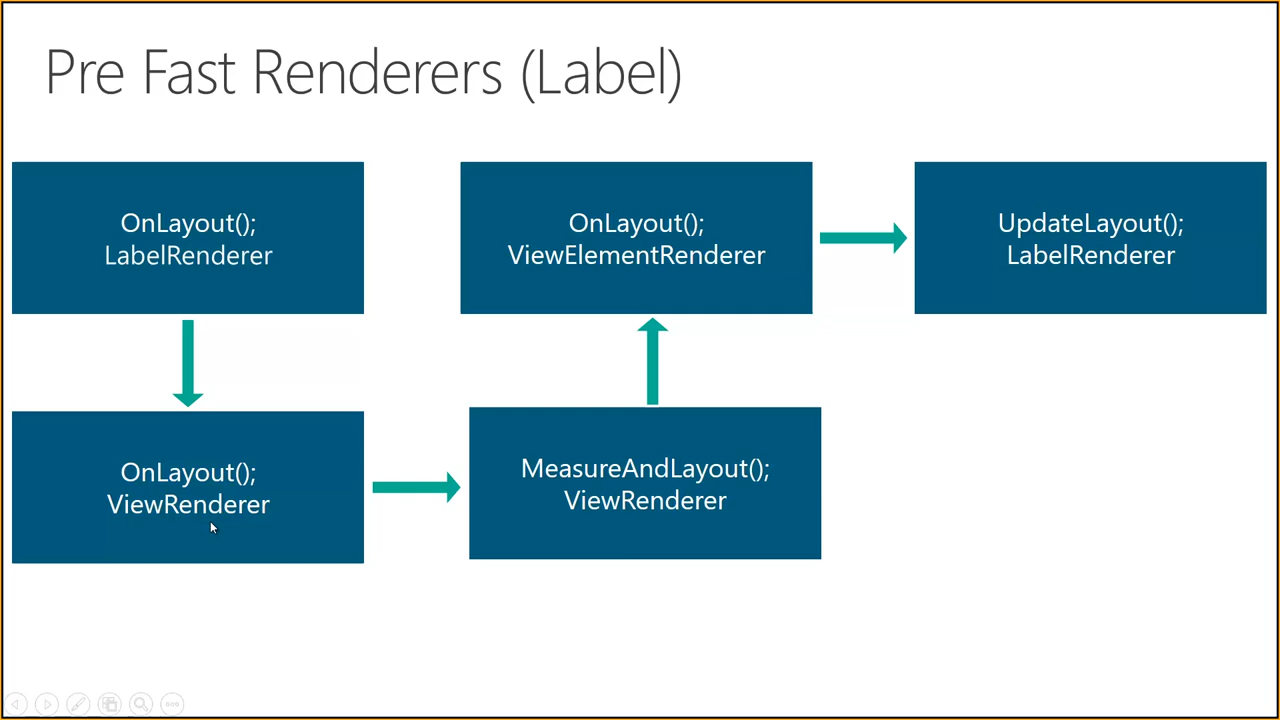 Pre Fast Renderers (Label)
OnLayout();
LabelRenderer
OnLayout();
ViewRenderer
MeasureAndLayout();
ViewRenderer
OnLayout();
ViewElementRenderer
UpdateLayout();
LabelRenderer